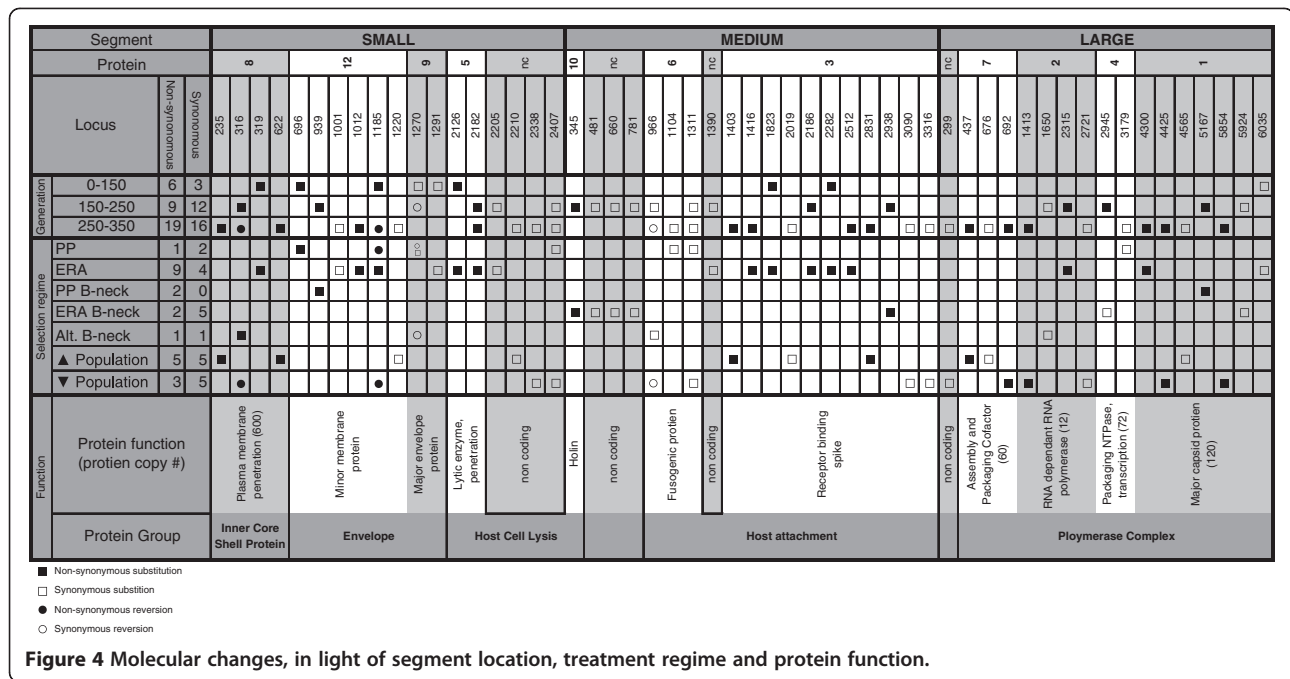 Segment SMALL MEDIUM LARGE
Protein 8 12 9 5 nc 10 nc 6 nc 3 nc 7 2 4 1
Locus Non-synonomous Synonomous 235 316 319 622 696 939 1001 1012 1185 1220 1270 1291 2126 2182 2205 2210 2338 2407 345 481 660 781 966 1104 1311 1390 1403 1416 1823 2019 2186 2282 2512 2831 2938 3090 3316 299 437 676 692 1413 1650 2315 2721 2945 3179 4300 4425 4565 5167 5854 5924 6035
Generation
0-150 6 3
150-250 9 12
250-350 19 16
Selection regime
PP 1 2
ERA 9 4
PP B-neck 2 0
ERA B-neck 2 5
Alt. B-neck 1 1
▲ Population 5 5
▼ Population 3 5
Function
Protein function
(protien copy #)
Plasma membrane
penetration (600)
Minor membrane
protein
Major envelope
protein
Lytic enzyme,
penetration
non coding
Holin
non coding
Fusogenic protien
non coding
Receptor binding
spike
non coding
Assembly and
Packaging Cofactor
(60)
RNA dependant RNA
polymerase (12)
Packaging NTPase,
transcription (72)
Major capsid protien
(120)
Protein Group
Inner Core
Shell Protein
Envelope
Host Cell Lysis
Host attachment
Ploymerase Complex
■ Non-synonymous substitution
□ Synonymous substition
● Non-synonymous reversion
○ Synonymous reversion
Figure 4 Molecular changes, in light of segment location, treatment regime and protein function.